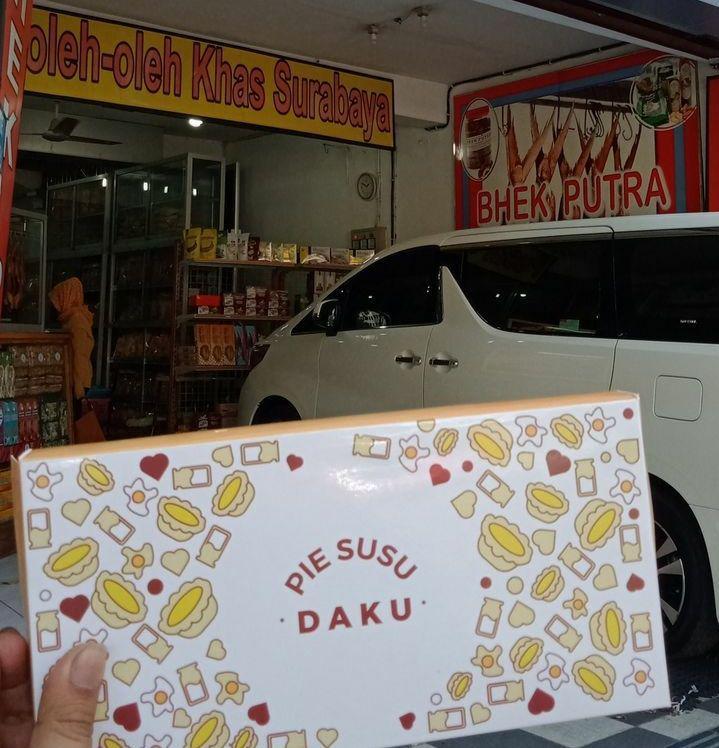 oleh-oleh Khas Surabaya
BHEK PUTRA
PIE SUSU
DAKU